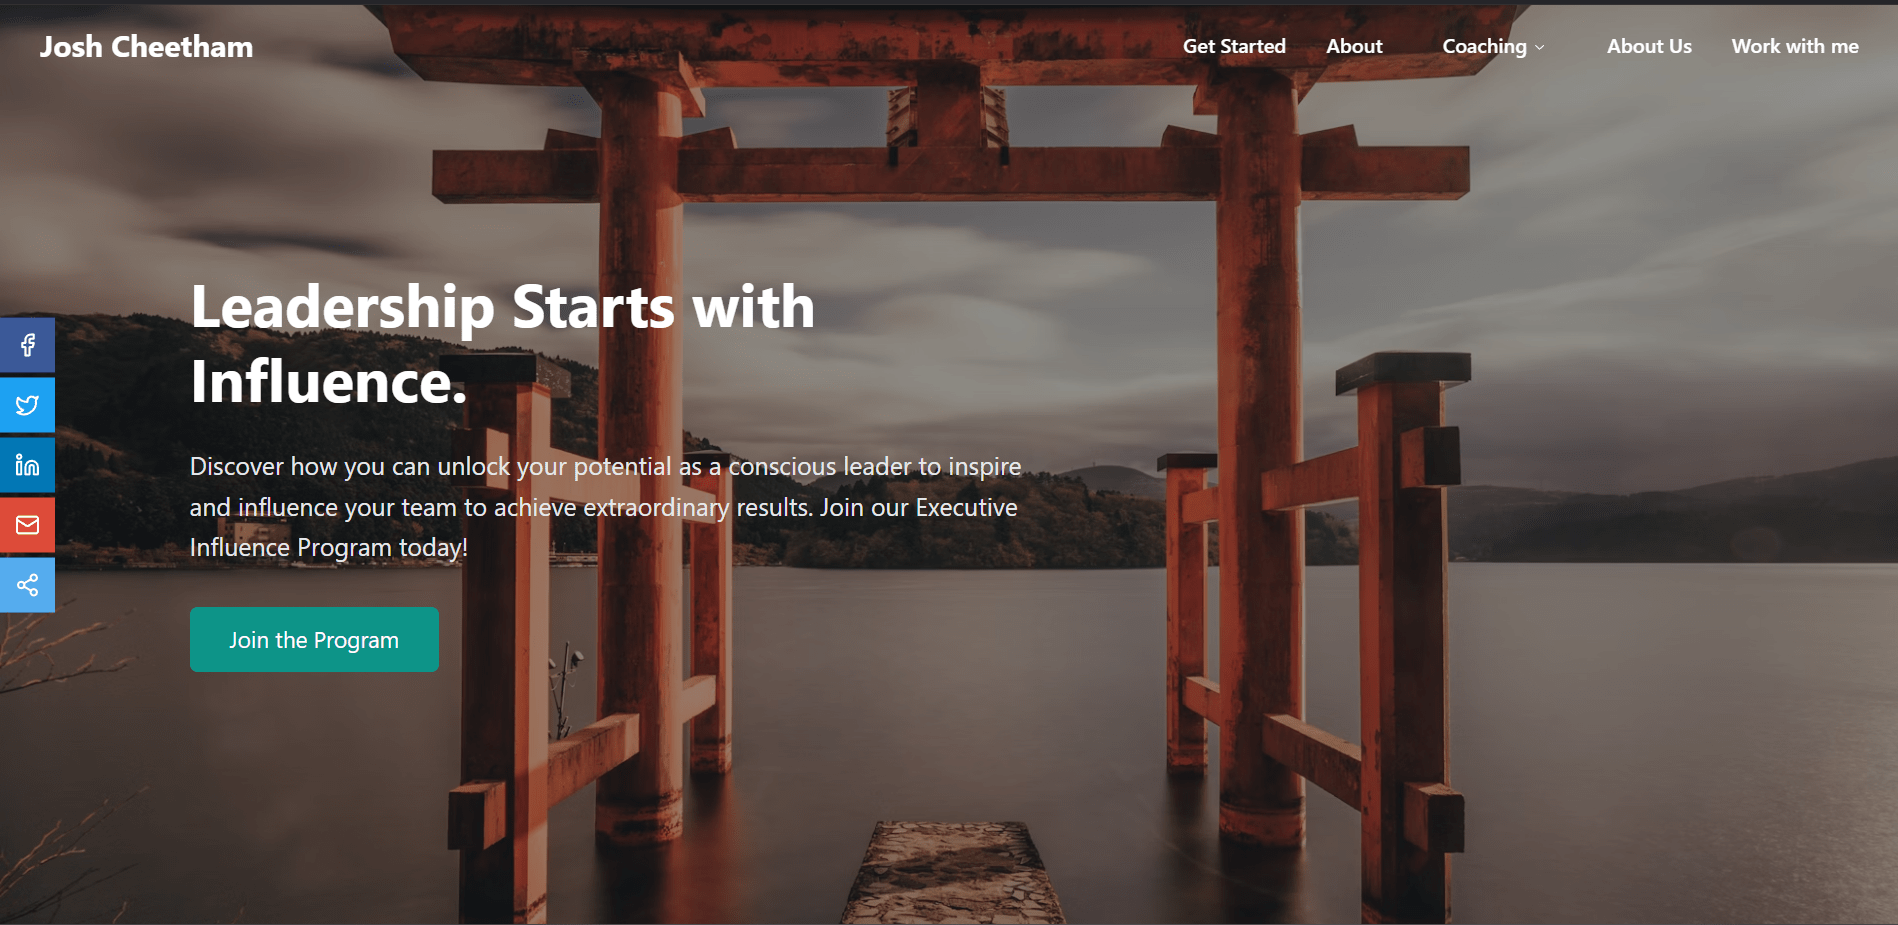 Josh Cheetham
Get Started About Coaching About Us Work with me
Leadership Starts with
Influence.
Discover how you can unlock your potential as a conscious leader to inspire
and influence your team to achieve extraordinary results. Join our Executive
Influence Program today!
Join the Program